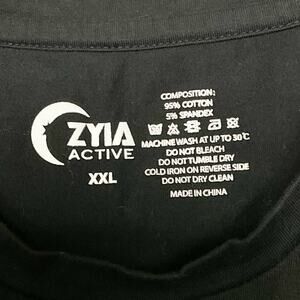 ZYIA
ACTIVE
XXL
COMPOSITION:
95% COTTON
5% SPANDEX
MACHINE WASH AT UP TO 30°C
DO NOT BLEACH
DO NOT TUMBLE DRY
COLD IRON ON REVERSE SIDE
DO NOT DRY CLEAN
MADE IN CHINA